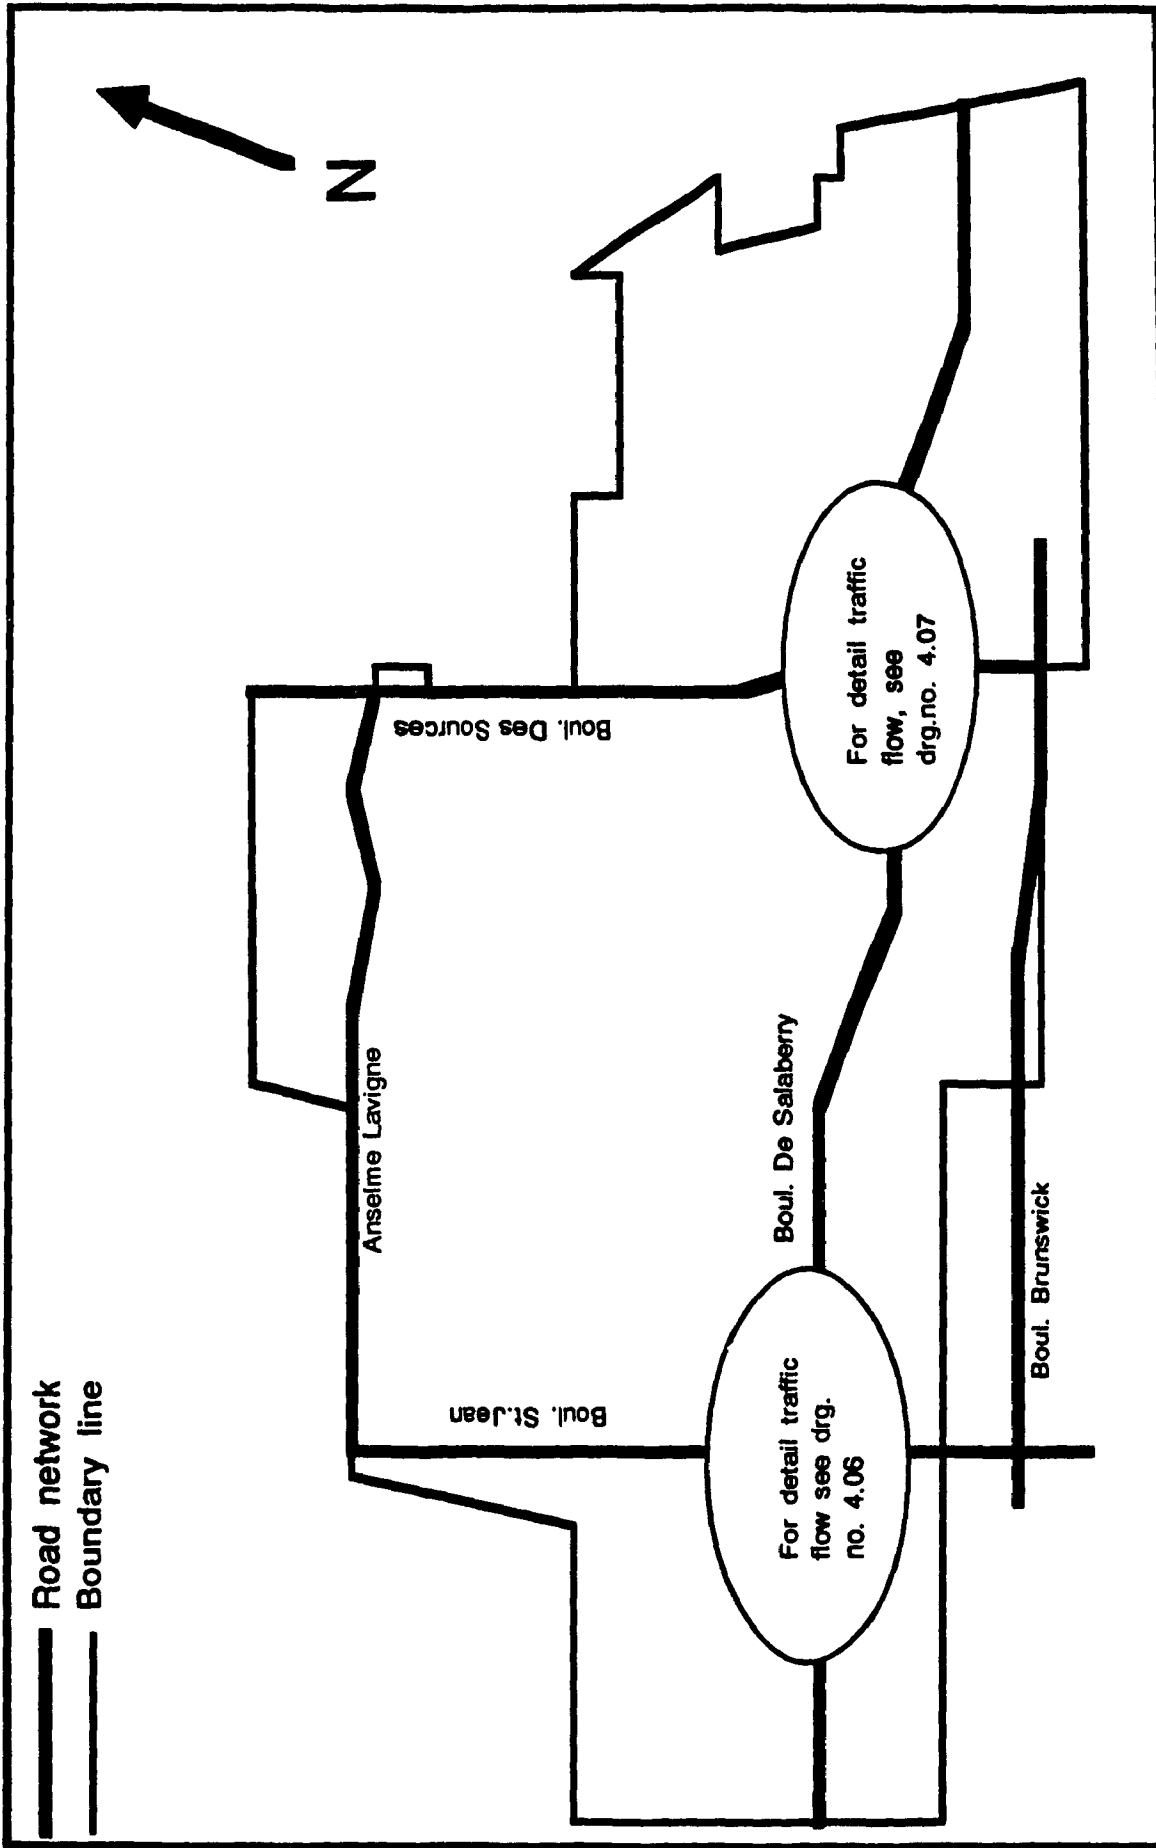 Road network
Boundary line
N
Anselme Lavigne
Boul. Des Sources
Boul. St.Jean
Boul. De Salaberry
For detail traffic
flow see drg.
no. 4.06
For detail traffic
flow, see
drg.no. 4.07
Boul. Brunswick